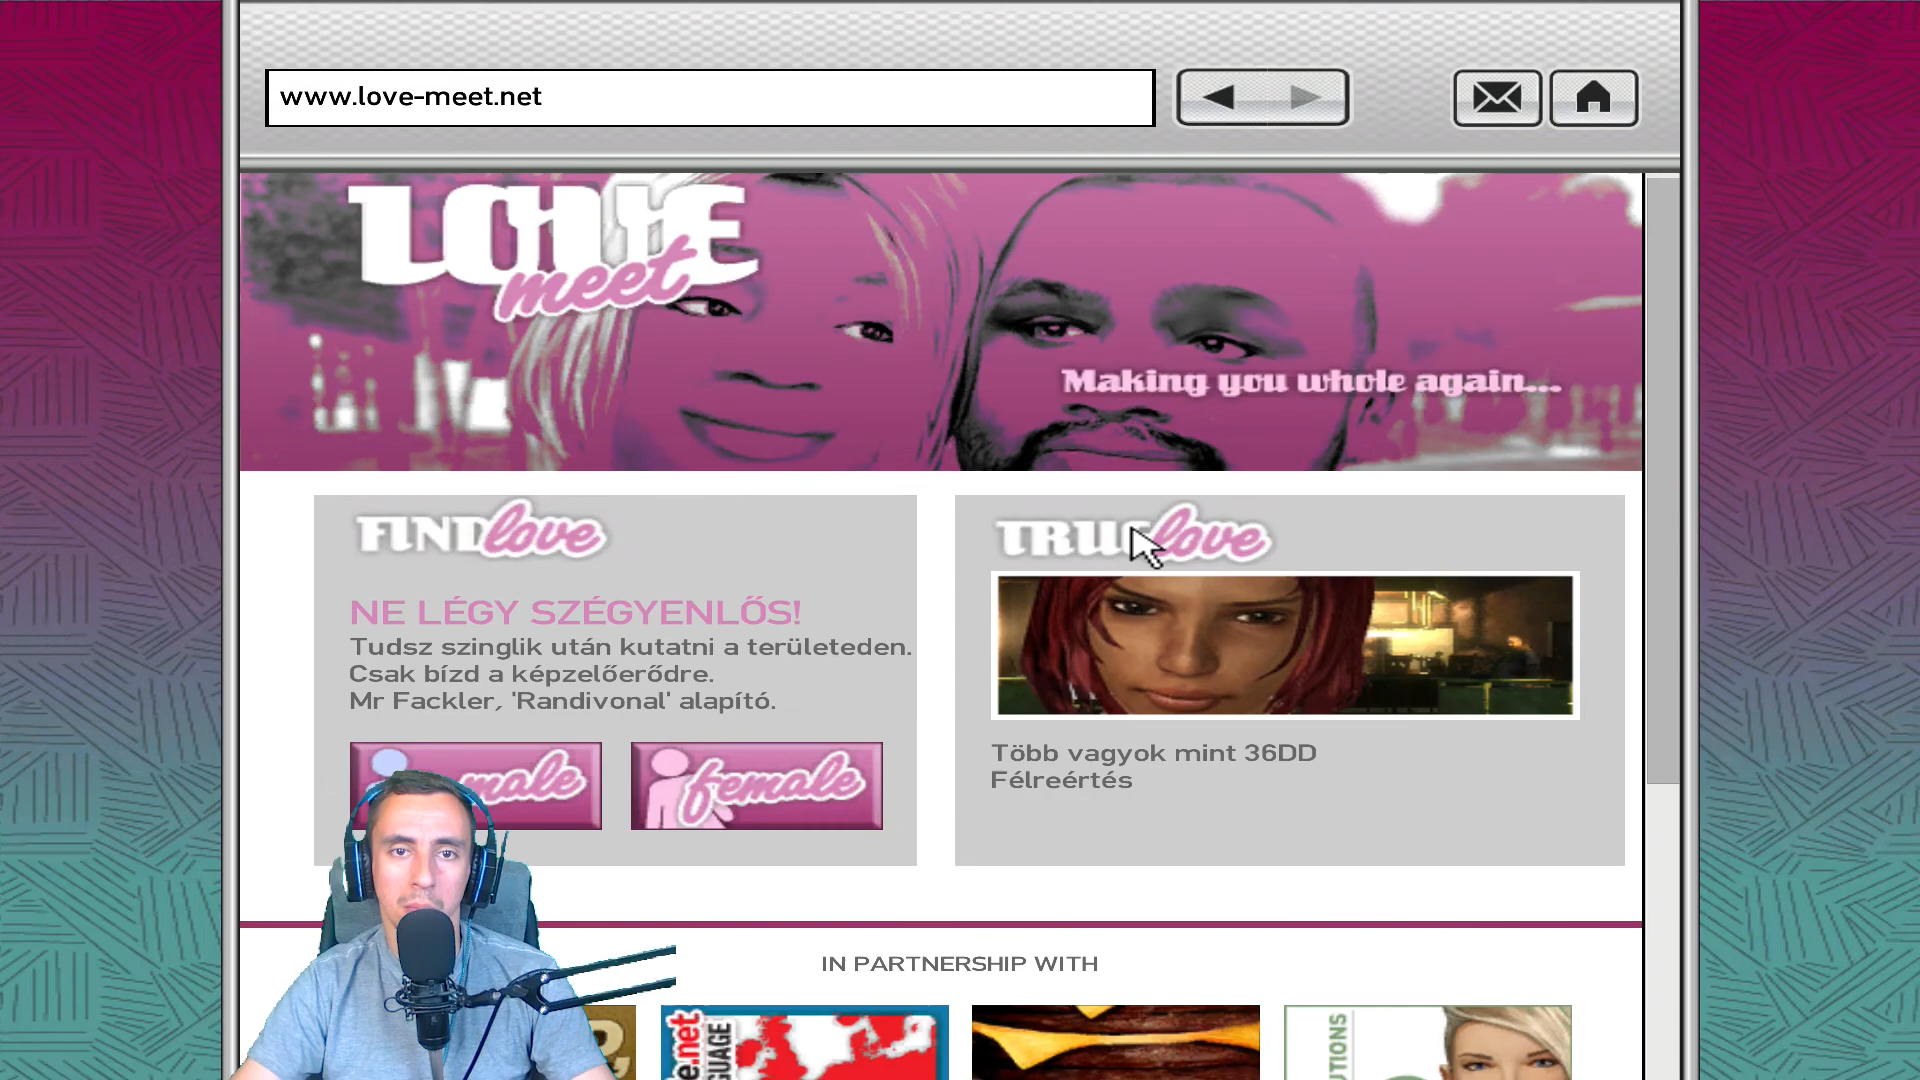 www.love-meet.net
LOVE
meet
Making you whole again...
FIND love
TRUE love
NE LÉGY SZÉGYENLŐS!
Tudsz szinglik után kutatni a területeden.
Csak bízd a képzelőerődre.
Mr Fackler, 'Randivonal' alapító.
male
female
Több vagyok mint 36DD
Félreértés
IN PARTNERSHIP WITH